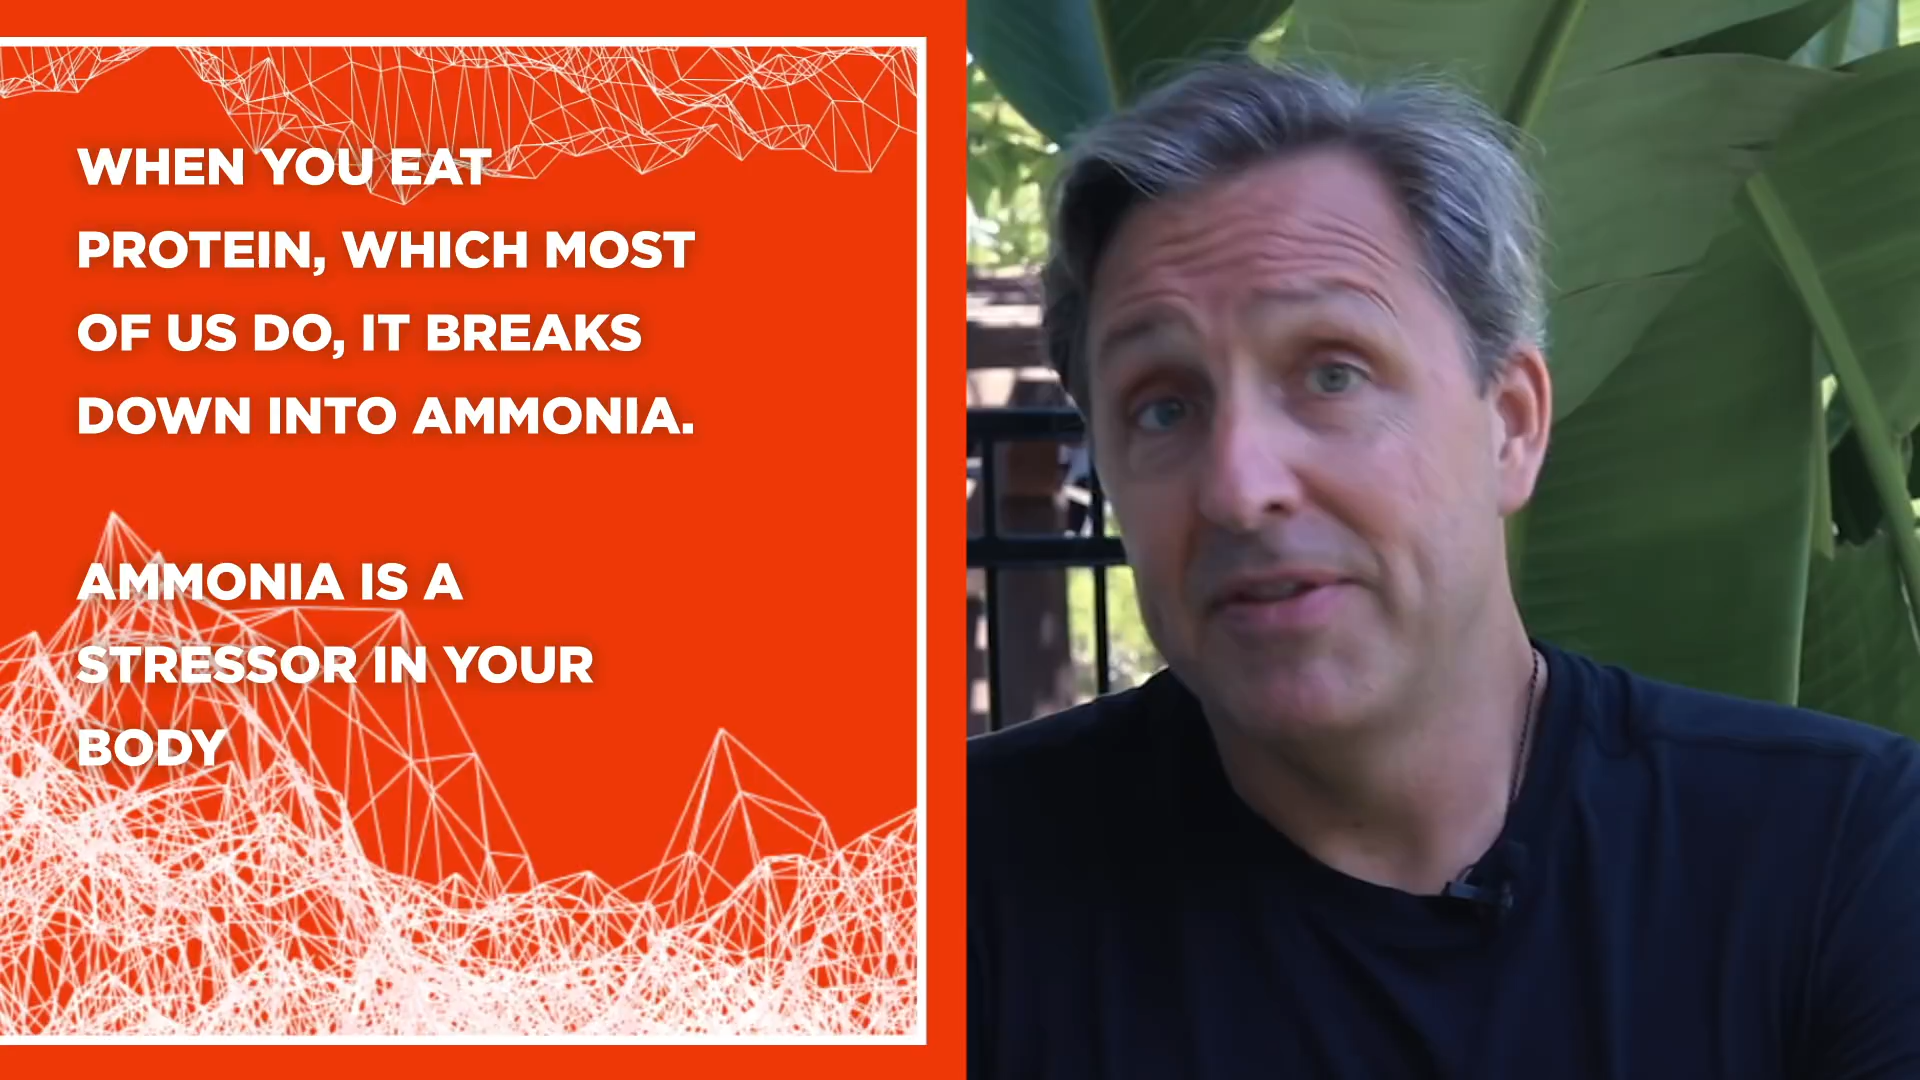 WHEN YOU EAT
PROTEIN, WHICH MOST
OF US DO, IT BREAKS
DOWN INTO AMMONIA.
AMMONIA IS A
STRESSOR IN YOUR
BODY